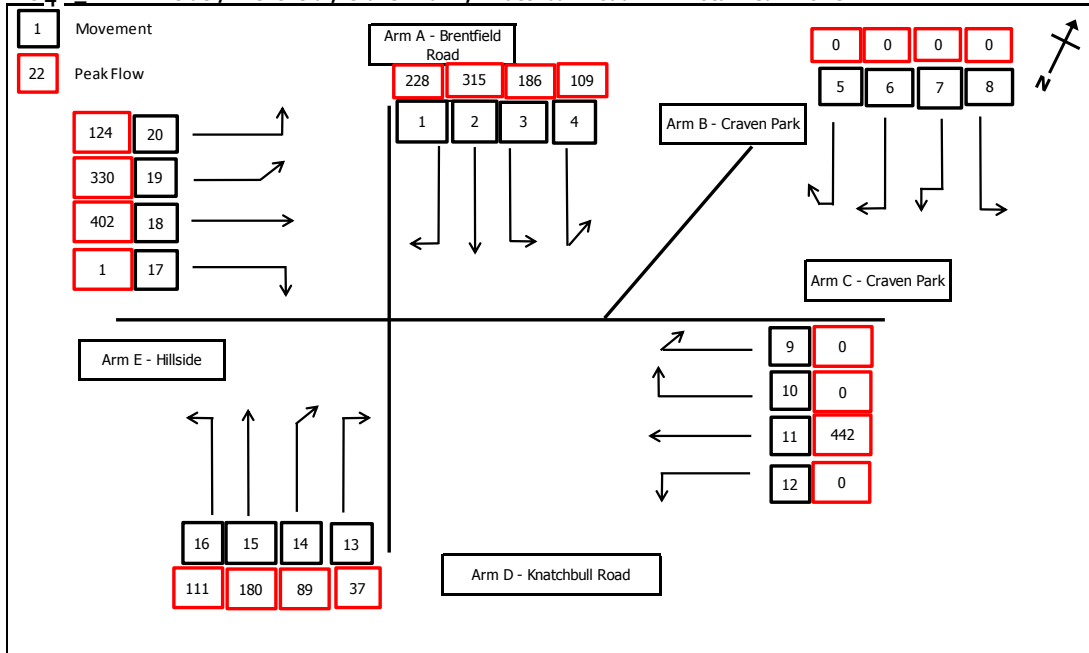 1 Movement
22 Peak Flow
Arm A - Brentfield
Road
228 315 186 109
1 2 3 4
0 0 0 0
5 6 7 8
N
Arm B - Craven Park
124 20
330 19
402 18
1 17
Arm C - Craven Park
Arm E - Hillside
9 0
10 0
11 442
12 0
16 15 14 13
111 180 89 37
Arm D - Knatchbull Road